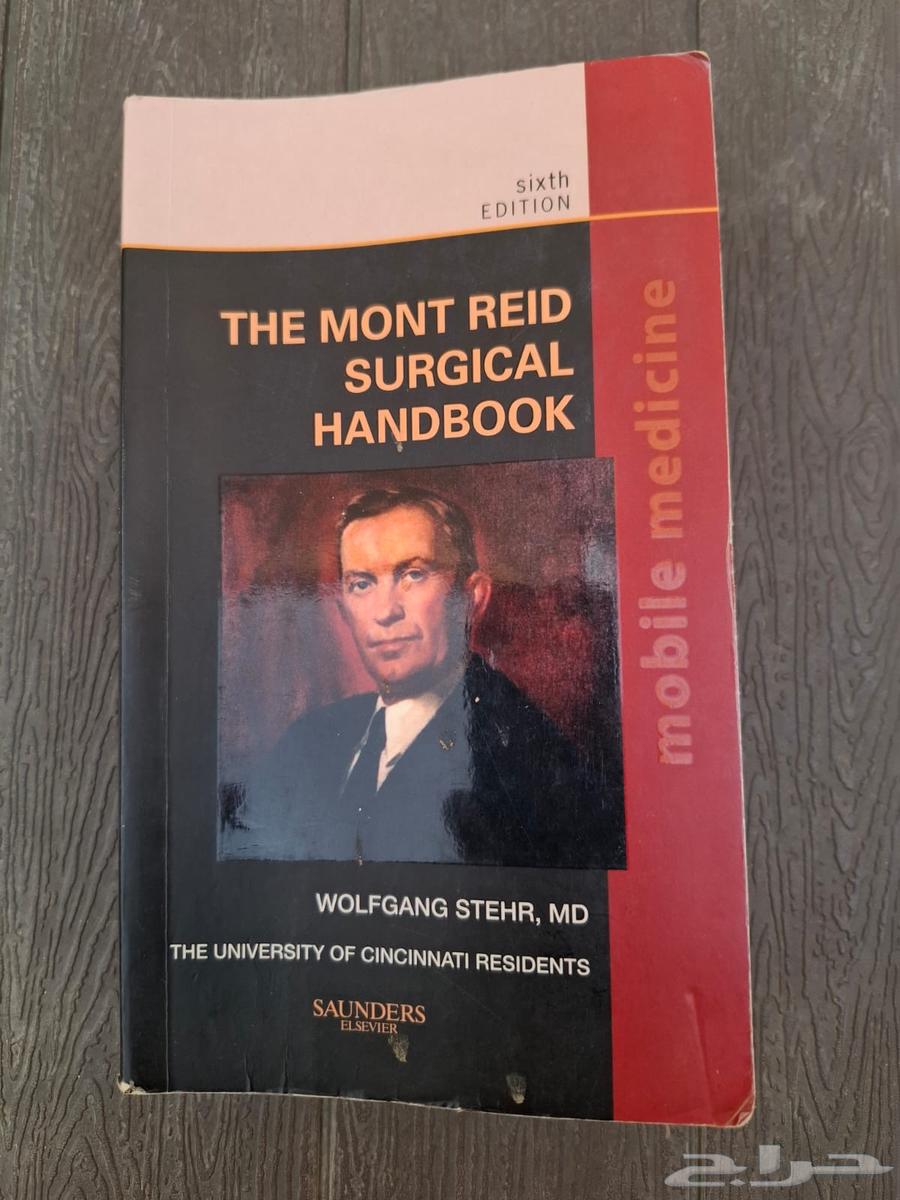 sixth
EDITION
THE MONT REID
SURGICAL
HANDBOOK
mobile medicine
WOLFGANG STEHR, MD
THE UNIVERSITY OF CINCINNATI RESIDENTS
SAUNDERS
ELSEVIER
حراج